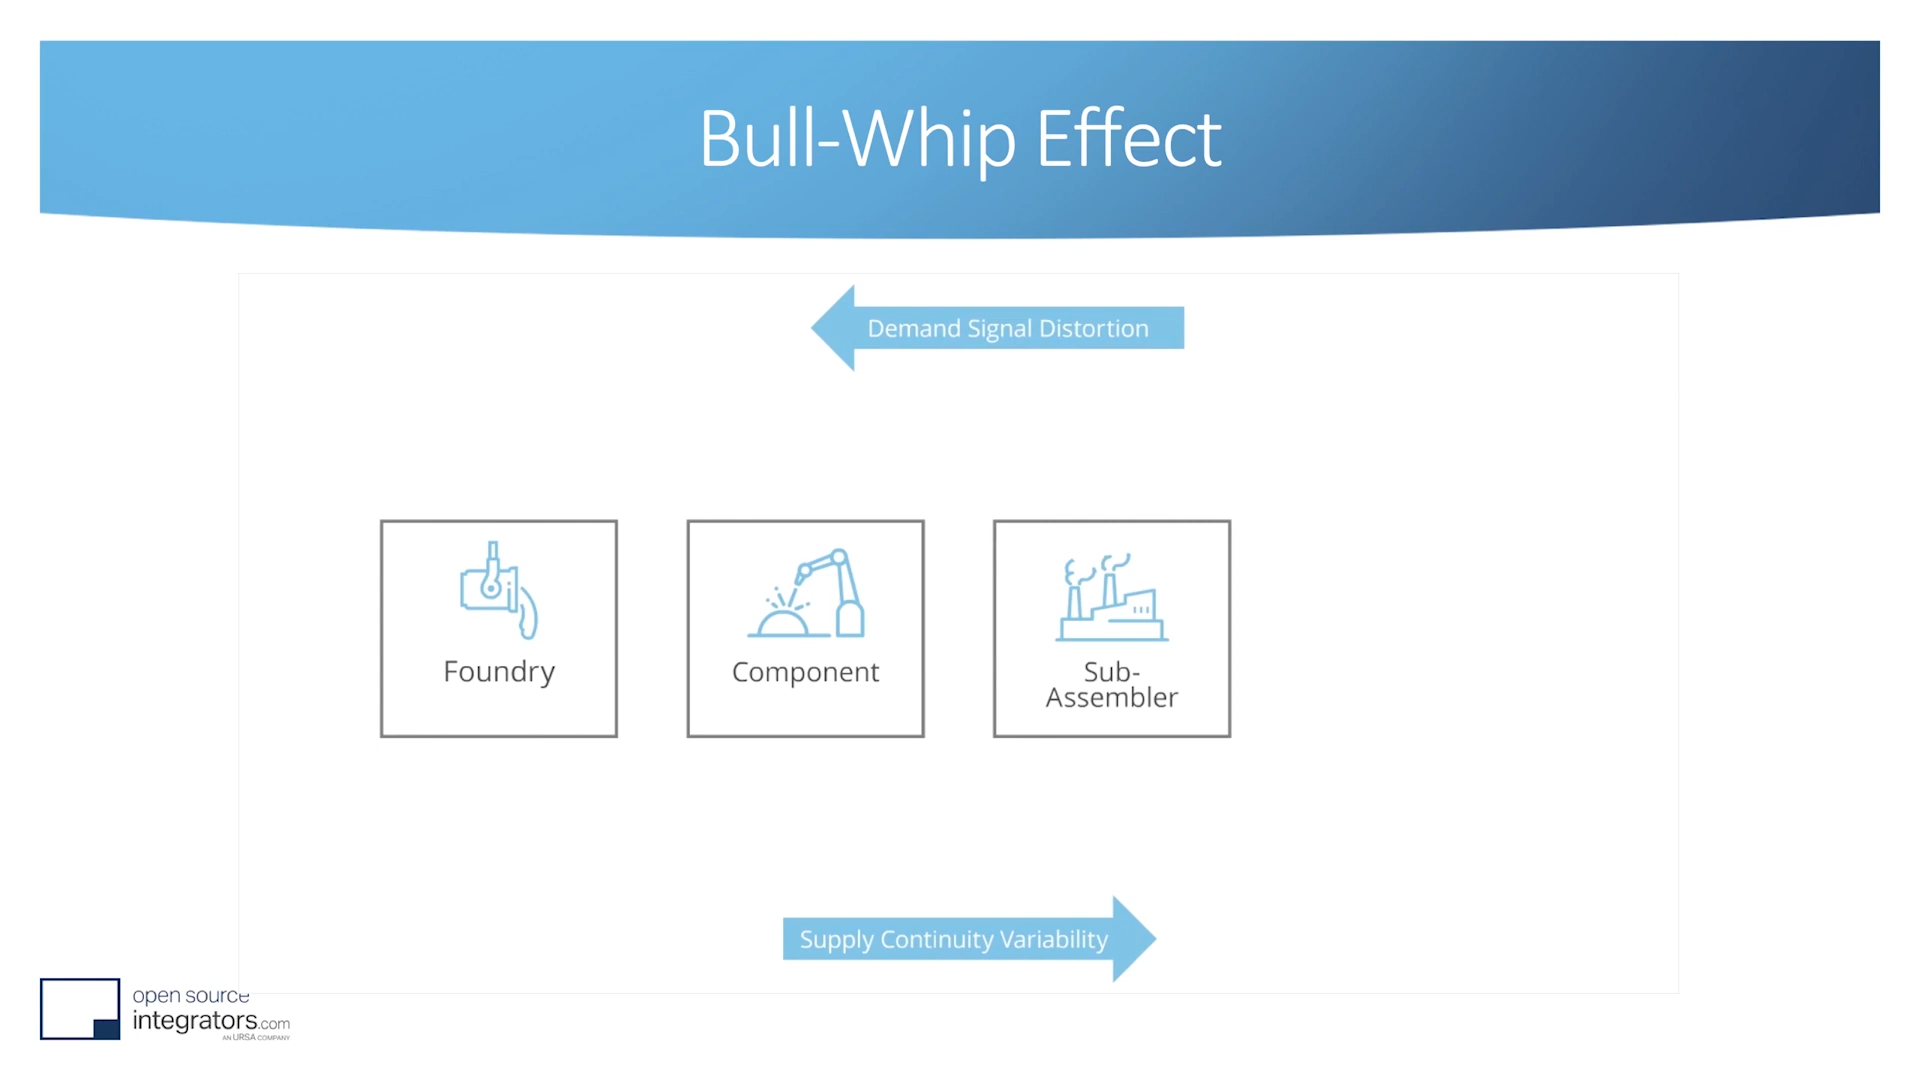 Bull-Whip Effect
Demand Signal Distortion
Foundry
Component
Sub-
Assembler
Supply Continuity Variability
open source
integrators.com
AN URSA COMPANY